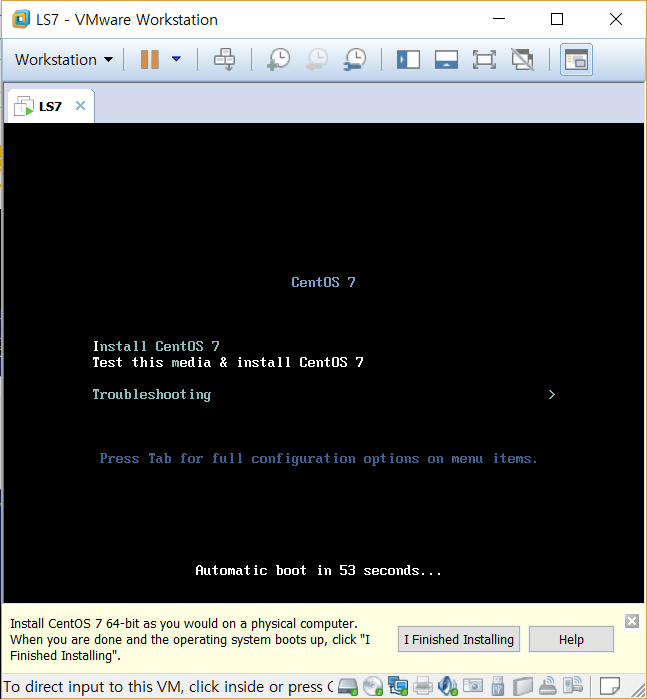 LS7 - VMware Workstation
Workstation
LS7
CentOS 7
Install CentOS 7
Test this media & install CentOS 7
Troubleshooting >
Press Tab for full configuration options on menu items.
Automatic boot in 53 seconds...
Install CentOS 7 64-bit as you would on a physical computer.
When you are done and the operating system boots up, click "I
Finished Installing".
I Finished Installing
Help
To direct input to this VM, click inside or press C